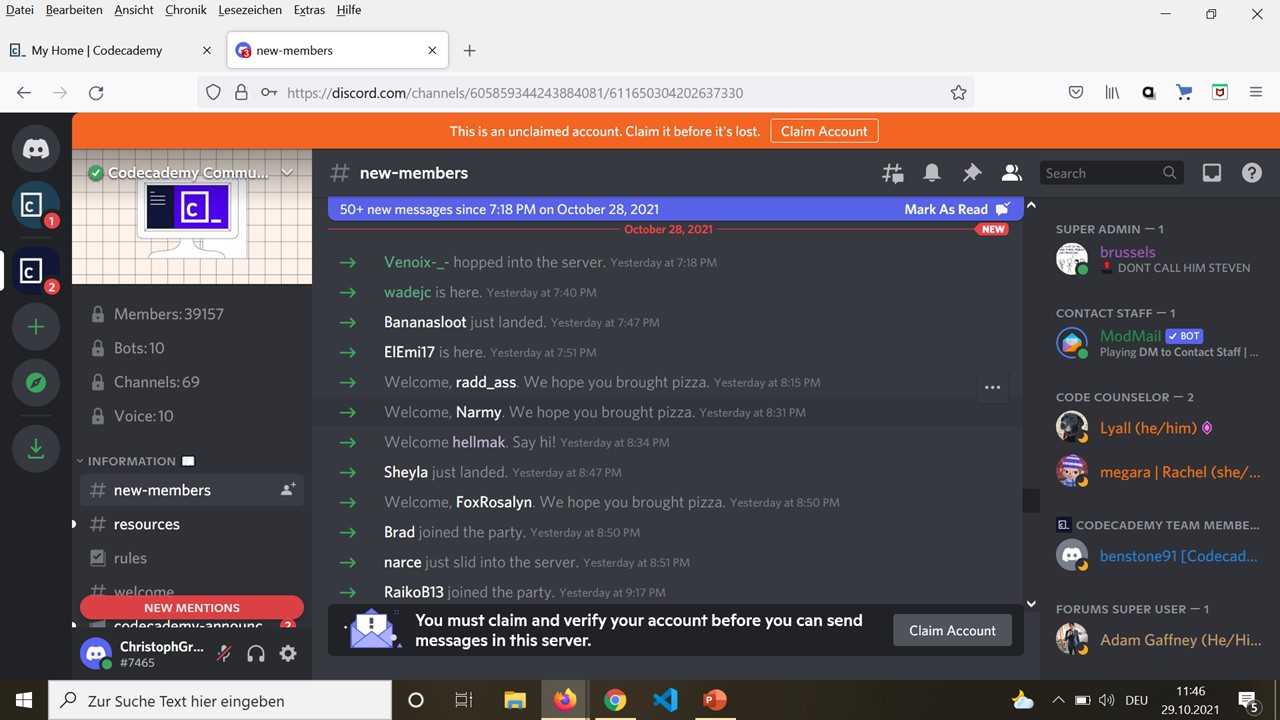 Datei Bearbeiten Ansicht Chronik Lesezeichen Extras Hilfe
My Home | Codecademy
new-members
https://discord.com/channels/605859344243884081/611650304202637330
This is an unclaimed account. Claim it before it's lost. Claim Account
Codecademy Commu...
Members: 39157
Bots: 10
Channels: 69
Voice: 10
INFORMATION
new-members
resources
rules
welcome
NEW MENTIONS
codecademy-announc
ChristophGr...
#7465
new-members
Search
50+ new messages since 7:18 PM on October 28, 2021 Mark As Read
October 28, 2021 NEW
Venoix-_- hopped into the server. Yesterday at 7:18 PM
wadejc is here. Yesterday at 7:40 PM
Bananasloot just landed. Yesterday at 7:47 PM
ElEmi17 is here. Yesterday at 7:51 PM
Welcome, radd_ass. We hope you brought pizza. Yesterday at 8:15 PM
Welcome, Narmy. We hope you brought pizza. Yesterday at 8:31 PM
Welcome hellmak. Say hi! Yesterday at 8:34 PM
Sheyla just landed. Yesterday at 8:47 PM
Welcome, FoxRosalyn. We hope you brought pizza. Yesterday at 8:50 PM
Brad joined the party. Yesterday at 8:50 PM
narce just slid into the server. Yesterday at 8:51 PM
RaikoB13 joined the party. Yesterday at 9:17 PM
You must claim and verify your account before you can send
messages in this server.
Claim Account
SUPER ADMIN — 1
brussels
DONT CALL HIM STEVEN
CONTACT STAFF — 1
ModMail BOT
Playing DM to Contact Staff | ...
CODE COUNSELOR — 2
Lyall (he/him)
megara | Rachel (she/...
CODECADEMY TEAM MEMBE...
benstone91 [Codecad...
FORUMS SUPER USER — 1
Adam Gaffney (He/Hi...
1
2
Zur Suche Text hier eingeben
DEU
11:46
29.10.2021
5